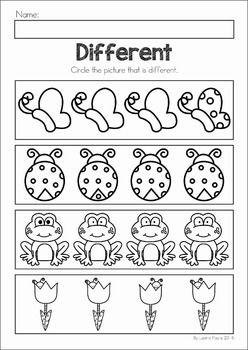 Name:
Different
Circle the picture that is different.